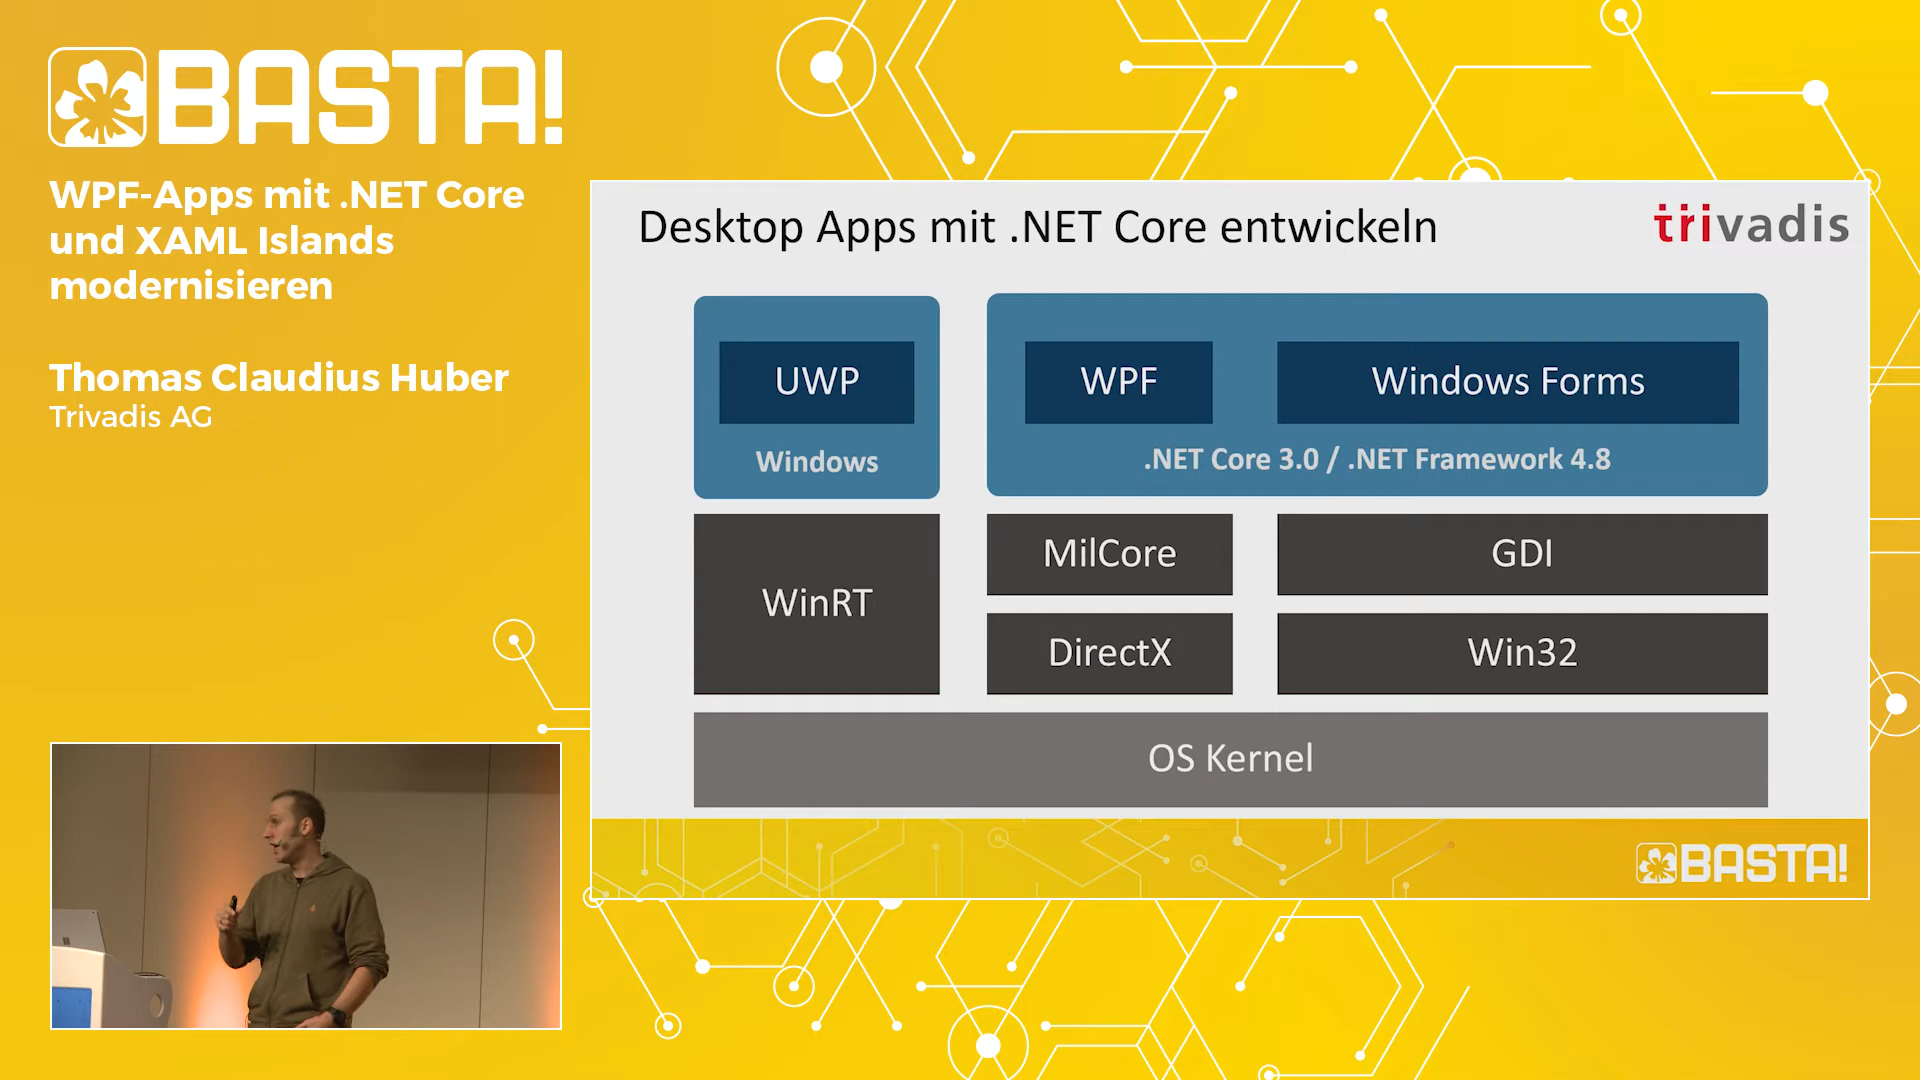 BASTA!
WPF-Apps mit .NET Core
und XAML Islands
modernisieren
Thomas Claudius Huber
Trivadis AG
Desktop Apps mit .NET Core entwickeln
trivadis
UWP
Windows
WPF
Windows Forms
.NET Core 3.0 / .NET Framework 4.8
WinRT
MilCore
GDI
DirectX
Win32
OS Kernel
BASTA!